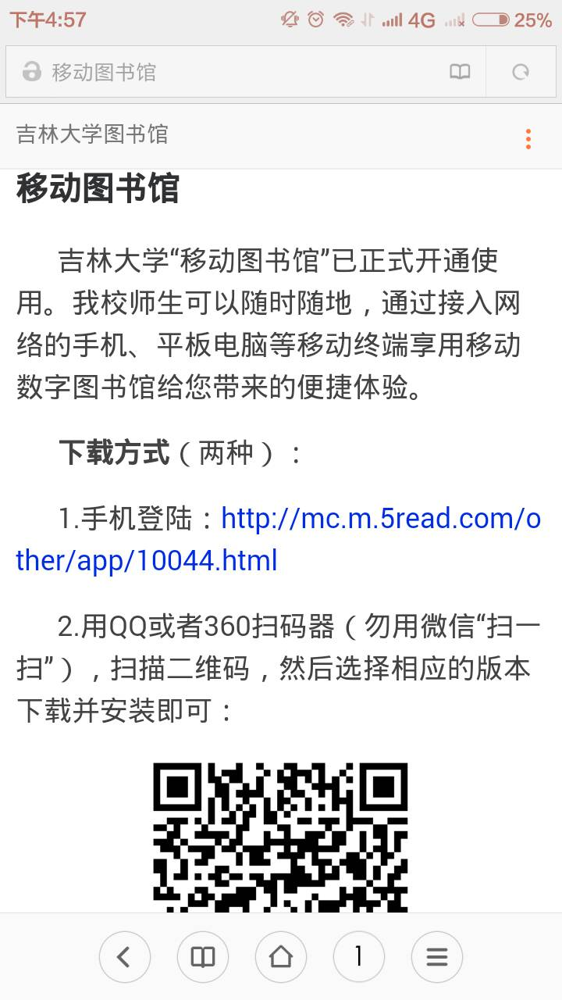 下午4:57 4G 25%
移动图书馆
吉林大学图书馆
移动图书馆
吉林大学“移动图书馆”已正式开通使
用。我校师生可以随时随地，通过接入网
络的手机、平板电脑等移动终端享用移动
数字图书馆给您带来的便捷体验。
下载方式（两种）：
1.手机登陆：http://mc.m.5read.com/o
ther/app/10044.html
2.用QQ或者360扫码器（勿用微信“扫一
扫”），扫描二维码，然后选择相应的版本
下载并安装即可：
1